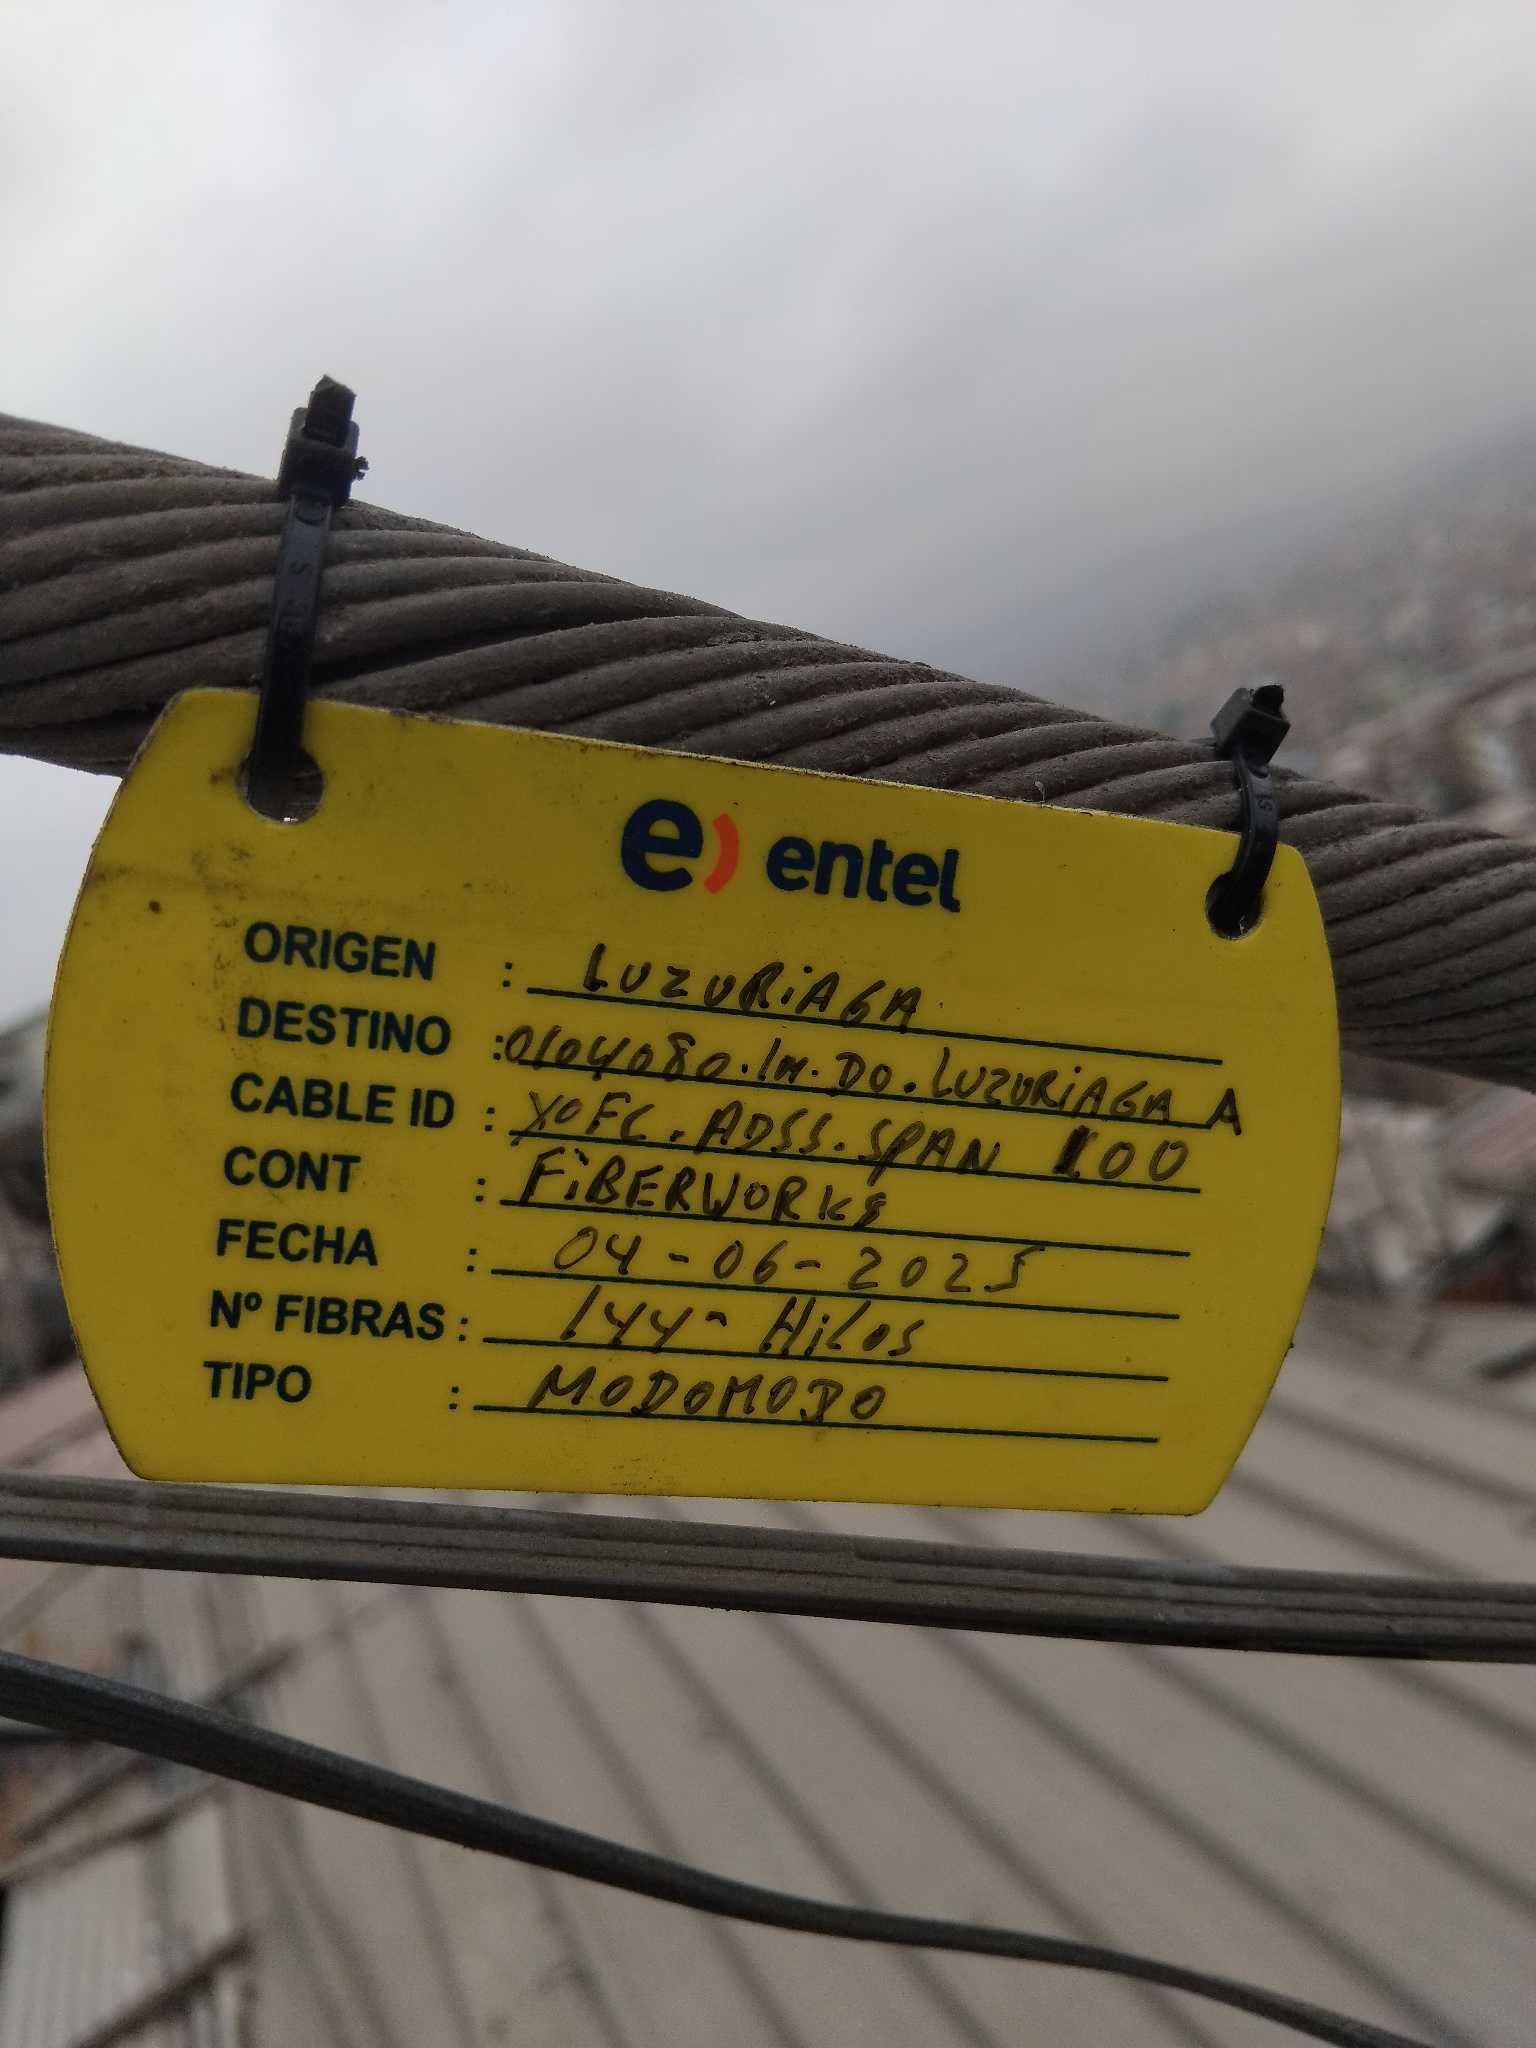 e) entel
ORIGEN : LUZURiAGA
DESTINO : 0104080.IM.DO.LUZURiAGA A
CABLE ID : XOFC.ADSS.SPAN 100
CONT : FiBERWORKS
FECHA : 04-06-2025
Nº FIBRAS : 144-HiLOS
TIPO : MODOMODO